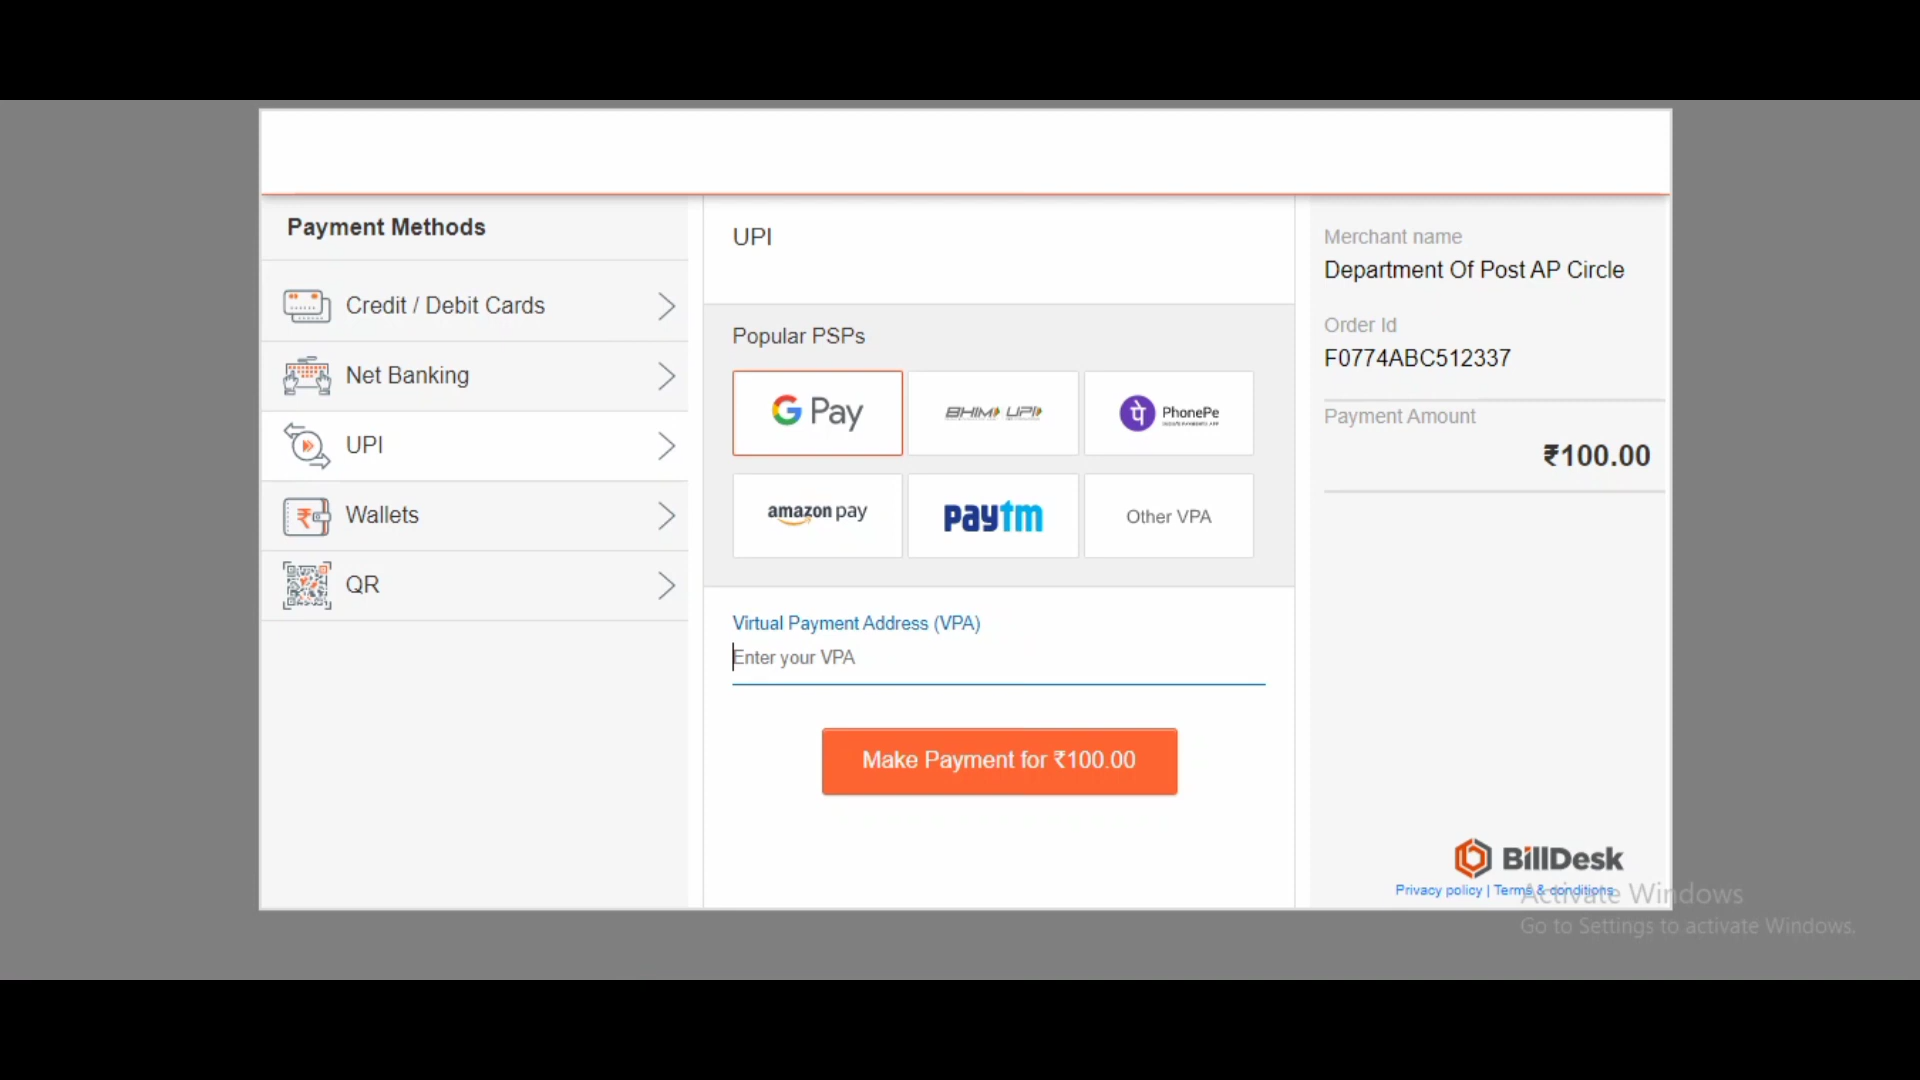 Payment Methods
Credit / Debit Cards
Net Banking
UPI
Wallets
QR
UPI
Popular PSPs
G Pay
BHIM UPI
PhonePe
amazon pay
paytm
Other VPA
Virtual Payment Address (VPA)
Enter your VPA
Make Payment for ₹100.00
Merchant name
Department Of Post AP Circle
Order Id
F0774ABC512337
Payment Amount
₹100.00
BillDesk
Privacy policy | Terms & conditions
Activate Windows
Go to Settings to activate Windows.